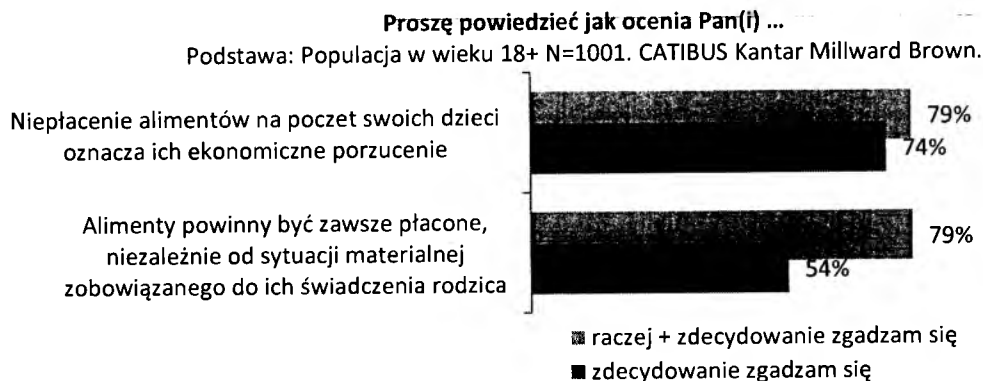 Proszę powiedzieć jak ocenia Pan(i) ...
Podstawa: Populacja w wieku 18+ N=1001. CATIBUS Kantar Millward Brown.
Niepłacenie alimentów na poczet swoich dzieci
oznacza ich ekonomiczne porzucenie
79%
74%
Alimenty powinny być zawsze płacone,
niezależnie od sytuacji materialnej
zobowiązanego do ich świadczenia rodzica
79%
54%
raczej + zdecydowanie zgadzam się
zdecydowanie zgadzam się